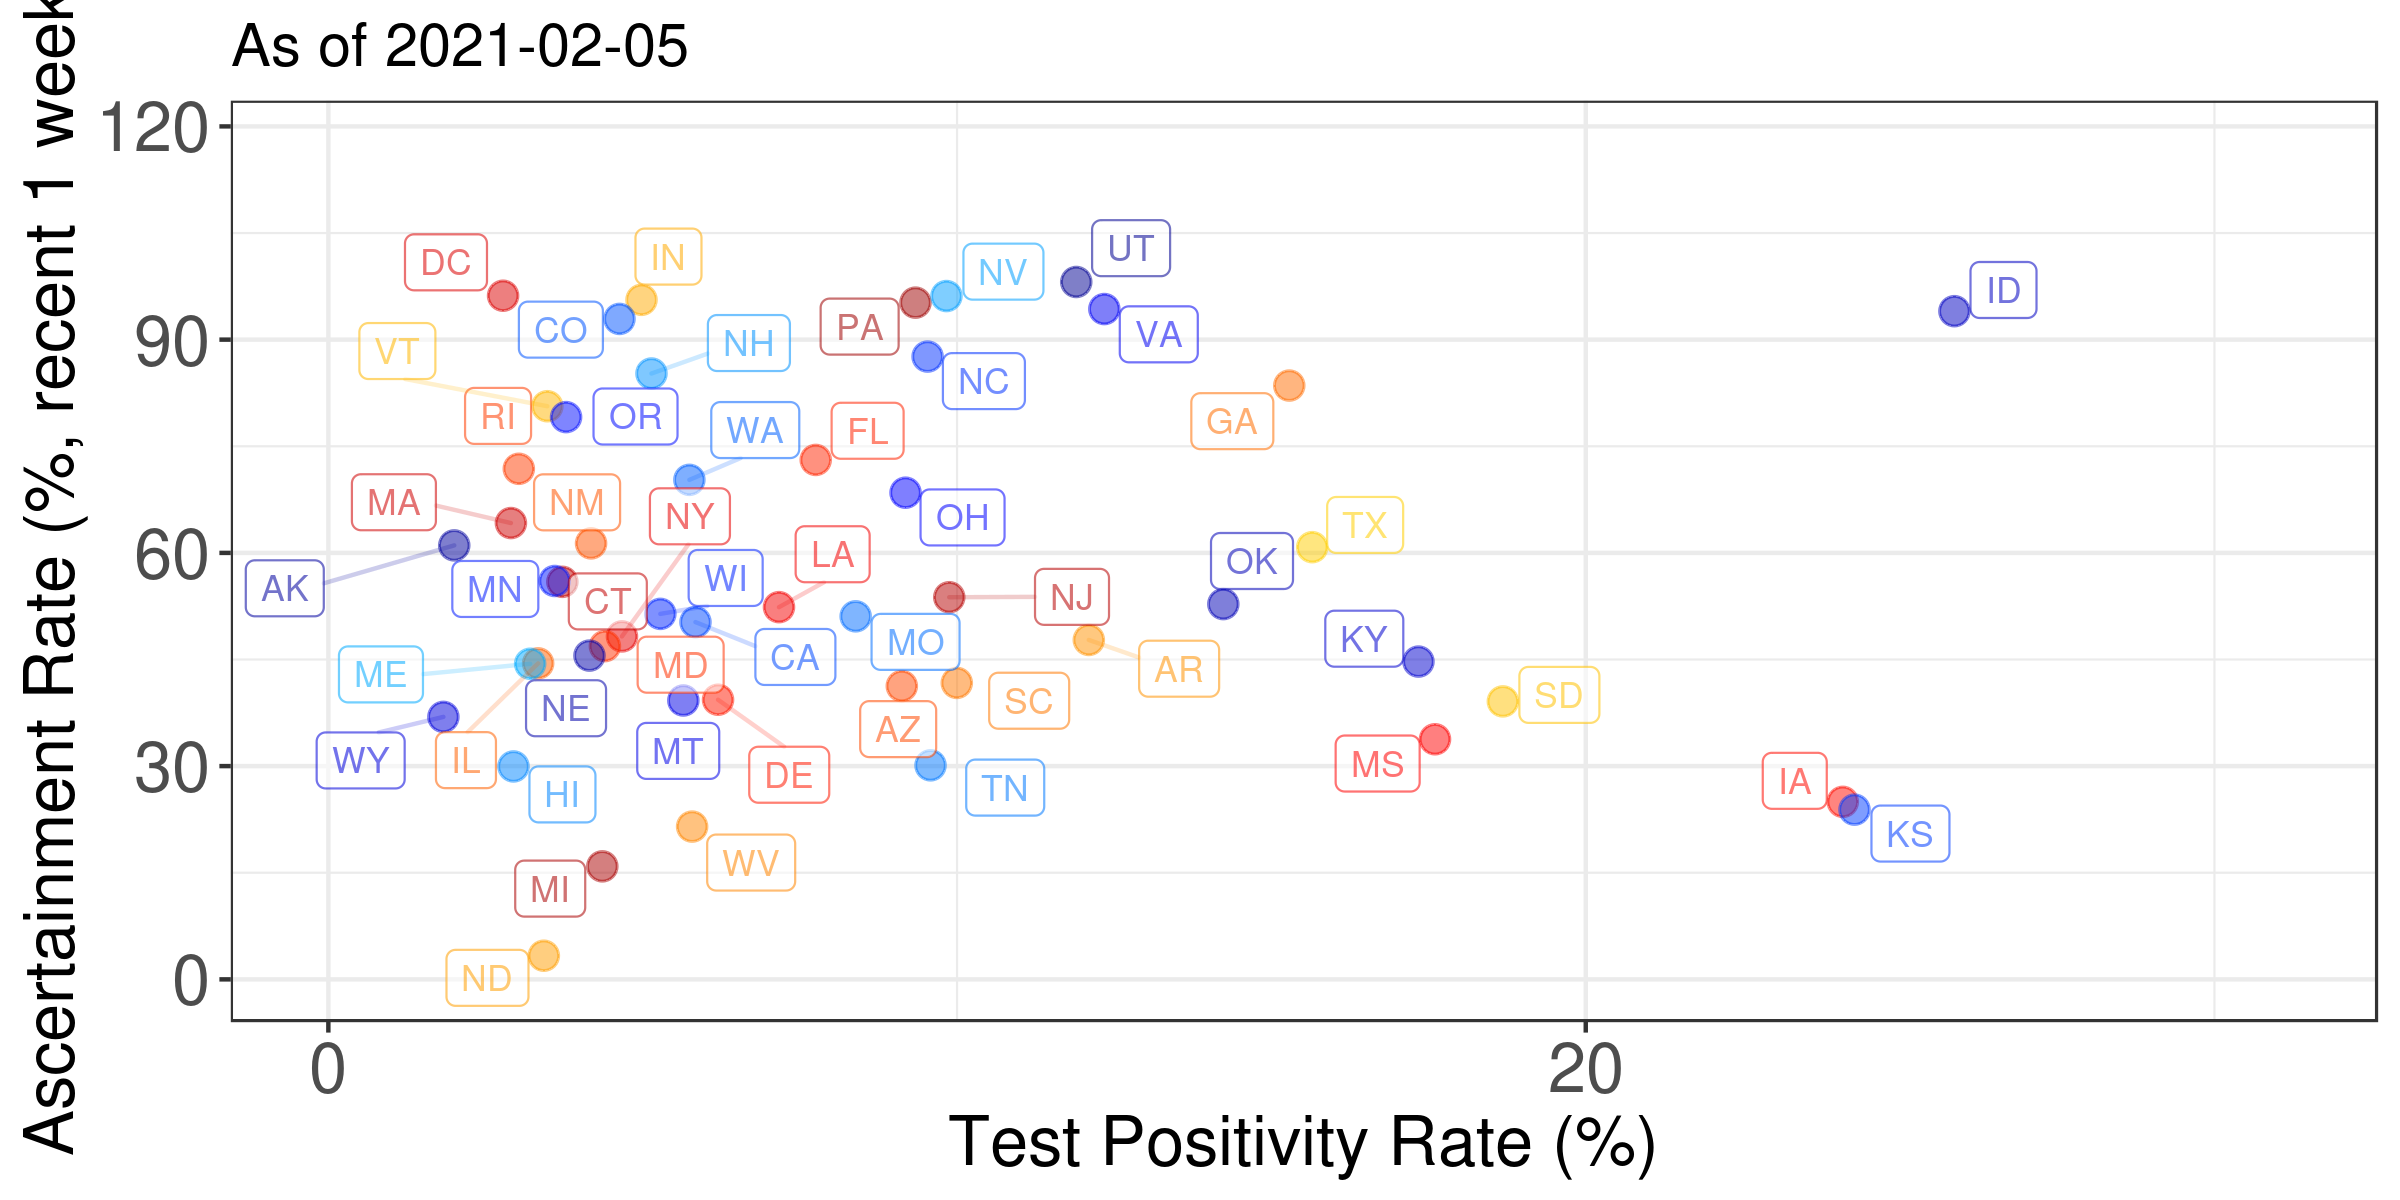 As of 2021-02-05
Ascertainment Rate (%, recent 1 week
120
90
60
30
0
DC
IN
UT
NV
ID
CO
PA
VA
VT
NH
NC
RI
OR
WA
FL
GA
MA
NM
NY
OH
TX
AK
MN
CT
WI
LA
NJ
OK
ME
MD
CA
MO
AR
KY
NE
SC
SD
WY
IL
HI
MT
DE
AZ
TN
MS
IA
KS
WV
MI
ND
0
20
Test Positivity Rate (%)